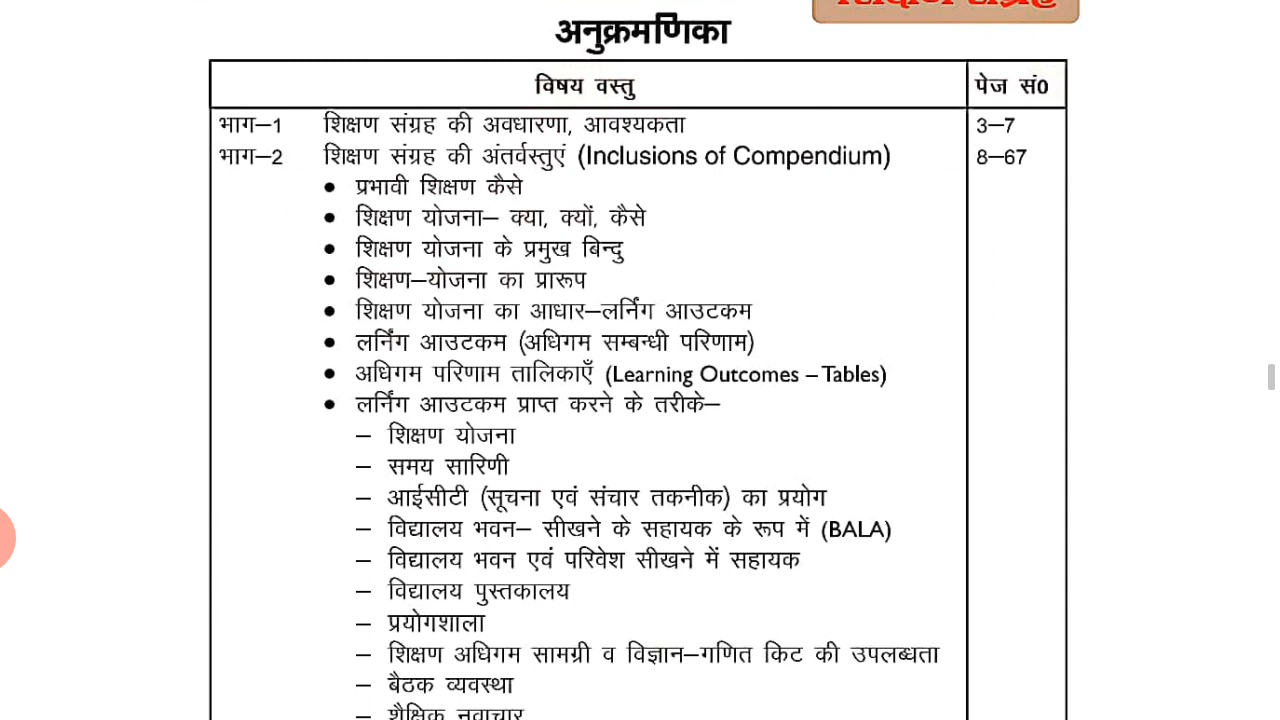 शिक्षण संग्रह
अनुक्रमणिका
विषय वस्तु पेज सं0
भाग–1 शिक्षण संग्रह की अवधारणा, आवश्यकता 3–7
भाग–2 शिक्षण संग्रह की अंतर्वस्तुएं (Inclusions of Compendium) 8–67
• प्रभावी शिक्षण कैसे
• शिक्षण योजना– क्या, क्यों, कैसे
• शिक्षण योजना के प्रमुख बिन्दु
• शिक्षण–योजना का प्रारूप
• शिक्षण योजना का आधार–लर्निंग आउटकम
• लर्निंग आउटकम (अधिगम सम्बन्धी परिणाम)
• अधिगम परिणाम तालिकाएँ (Learning Outcomes – Tables)
• लर्निंग आउटकम प्राप्त करने के तरीके–
– शिक्षण योजना
– समय सारिणी
– आईसीटी (सूचना एवं संचार तकनीक) का प्रयोग
– विद्यालय भवन– सीखने के सहायक के रूप में (BALA)
– विद्यालय भवन एवं परिवेश सीखने में सहायक
– विद्यालय पुस्तकालय
– प्रयोगशाला
– शिक्षण अधिगम सामग्री व विज्ञान–गणित किट की उपलब्धता
– बैठक व्यवस्था
– शैक्षिक नवाचार